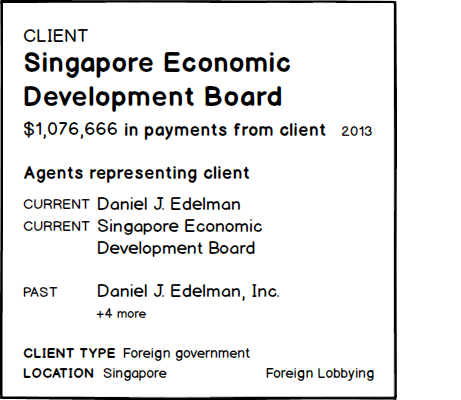 CLIENT
Singapore Economic
Development Board
$1,076,666 in payments from client 2013
Agents representing client
CURRENT Daniel J. Edelman
CURRENT Singapore Economic
Development Board
PAST Daniel J. Edelman, Inc.
+4 more
CLIENT TYPE Foreign government
LOCATION Singapore Foreign Lobbying